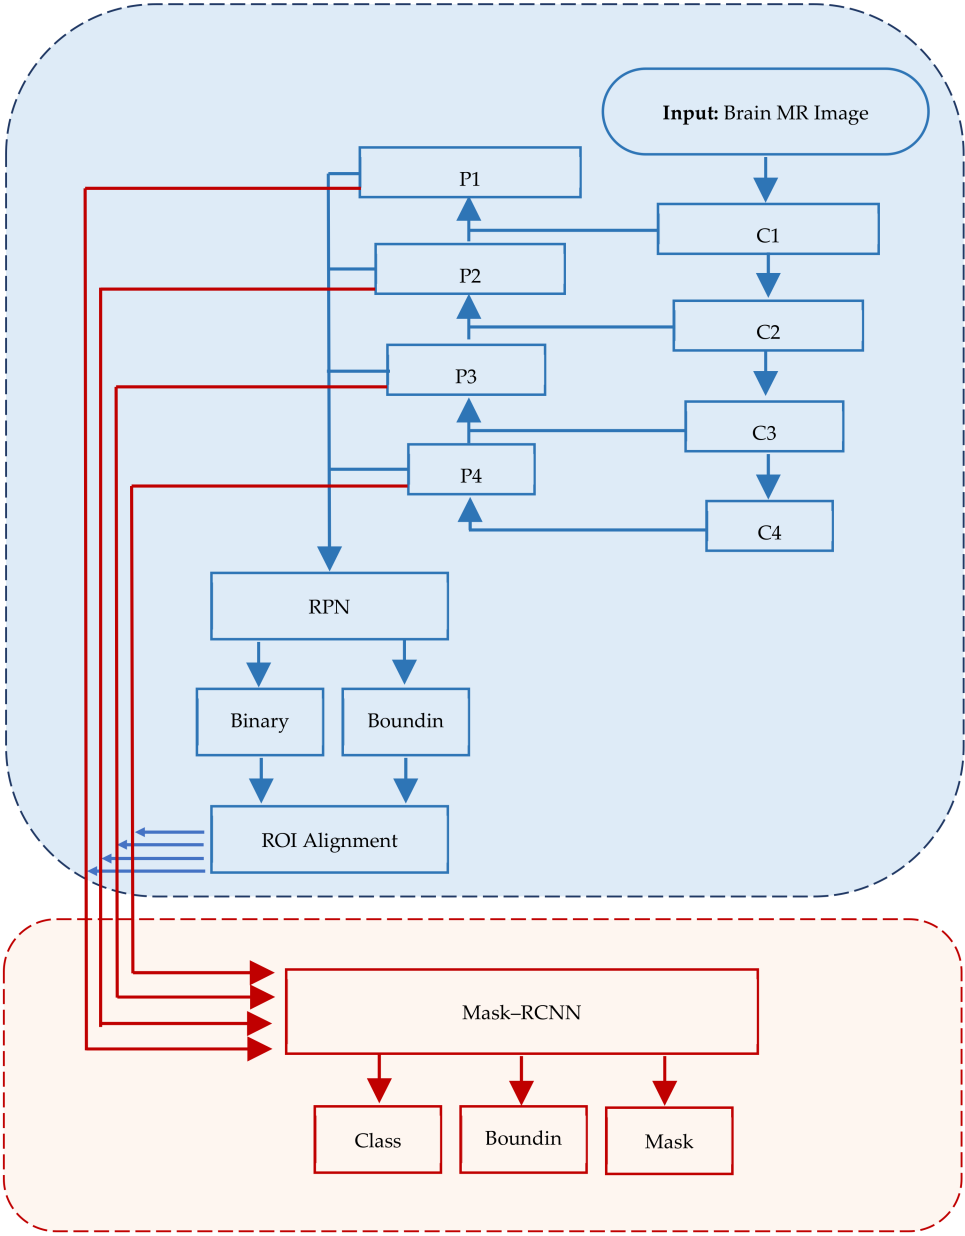 Input: Brain MR Image
P1
C1
P2
C2
P3
C3
P4
C4
RPN
Binary
Boundin
ROI Alignment
Mask–RCNN
Class
Boundin
Mask